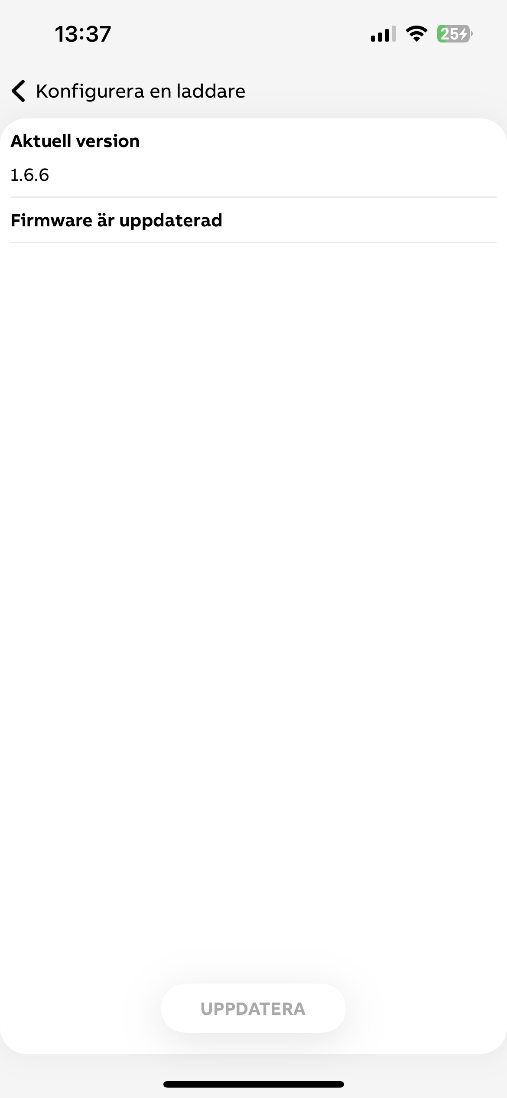 13:37
25
Konfigurera en laddare
Aktuell version
1.6.6
Firmware är uppdaterad
UPPDATERA